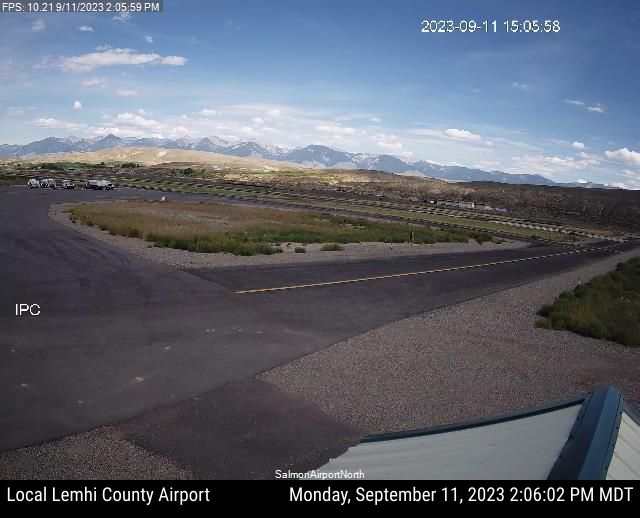 FPS: 10.21 9/11/2023 2:05:59 PM
2023-09-11 15:05:58
IPC
SalmonAirportNorth
Local Lemhi County Airport Monday, September 11, 2023 2:06:02 PM MDT